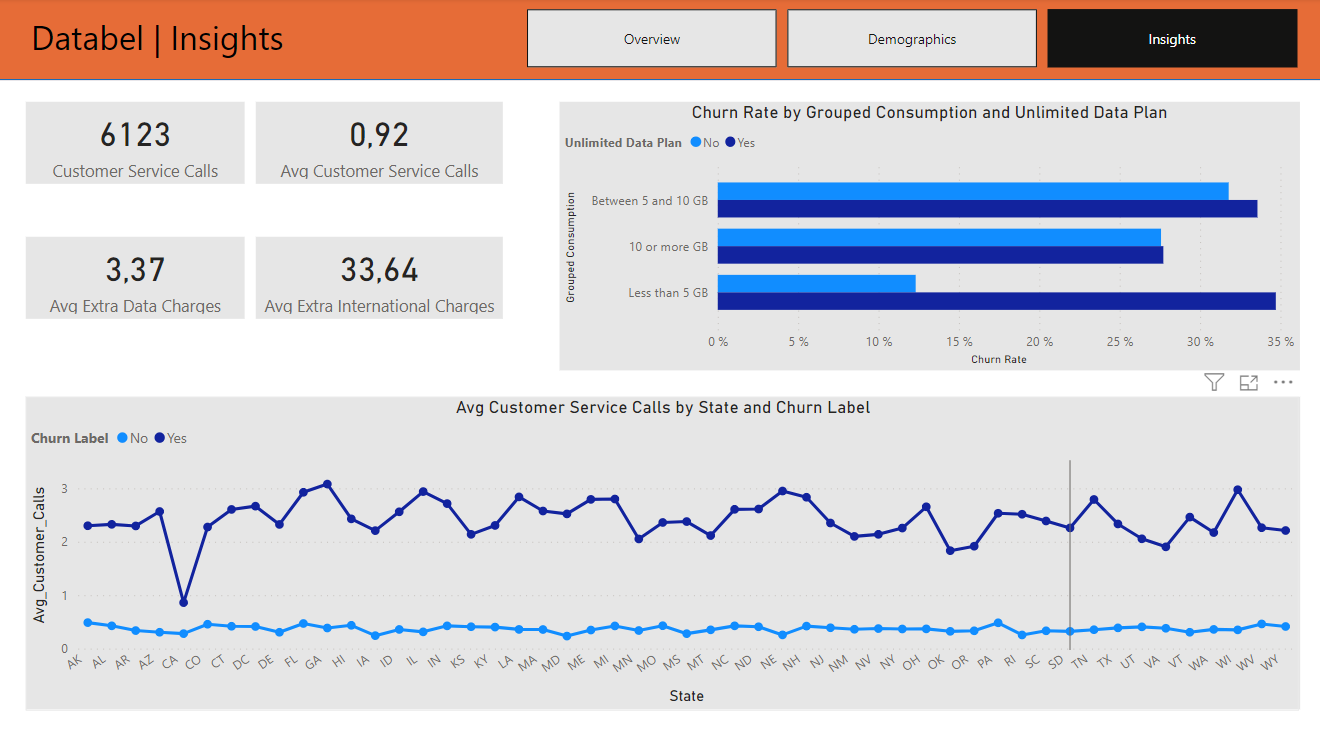 Databel | Insights
Overview
Demographics
Insights
6123
Customer Service Calls
0,92
Avg Customer Service Calls
3,37
Avg Extra Data Charges
33,64
Avg Extra International Charges
Churn Rate by Grouped Consumption and Unlimited Data Plan
Unlimited Data Plan No Yes
Grouped Consumption
Between 5 and 10 GB
10 or more GB
Less than 5 GB
0 % 5 % 10 % 15 % 20 % 25 % 30 % 35 %
Churn Rate
Avg Customer Service Calls by State and Churn Label
Churn Label No Yes
Avg_Customer_Calls
3
2
1
0
AK AL AR AZ CA CO CT DC DE FL GA HI IA ID IL IN KS KY LA MA MD ME MI MN MO MS MT NC ND NE NH NJ NM NV NY OH OK OR PA RI SC SD TN TX UT VA VT WA WI WV WY
State